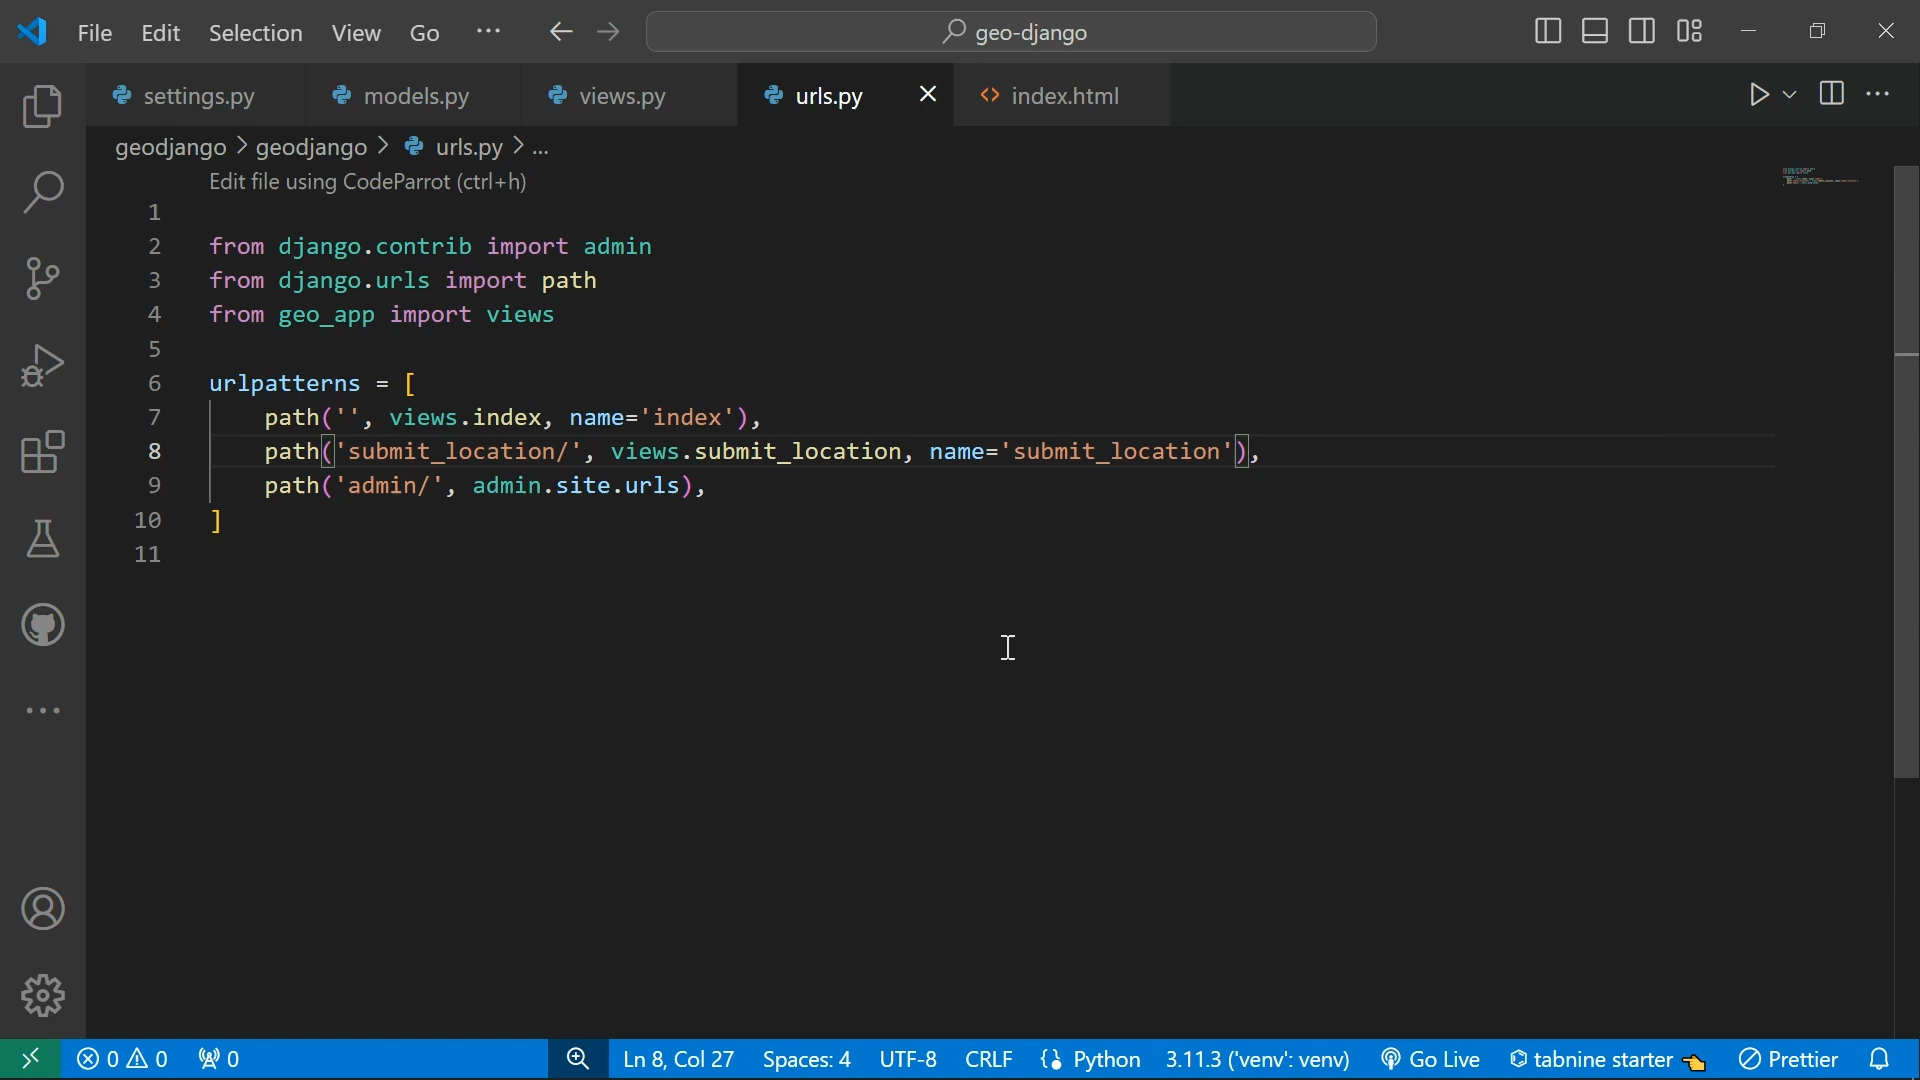 File Edit Selection View Go ··· geo-django
settings.py models.py views.py urls.py index.html
geodjango > geodjango > urls.py > ...
Edit file using CodeParrot (ctrl+h)
1
2 from django.contrib import admin
3 from django.urls import path
4 from geo_app import views
5
6 urlpatterns = [
7     path('', views.index, name='index'),
8     path('submit_location/', views.submit_location, name='submit_location'),
9     path('admin/', admin.site.urls),
10 ]
11
0 0 0 Ln 8, Col 27 Spaces: 4 UTF-8 CRLF {} Python 3.11.3 ('venv': venv) Go Live tabnine starter Prettier